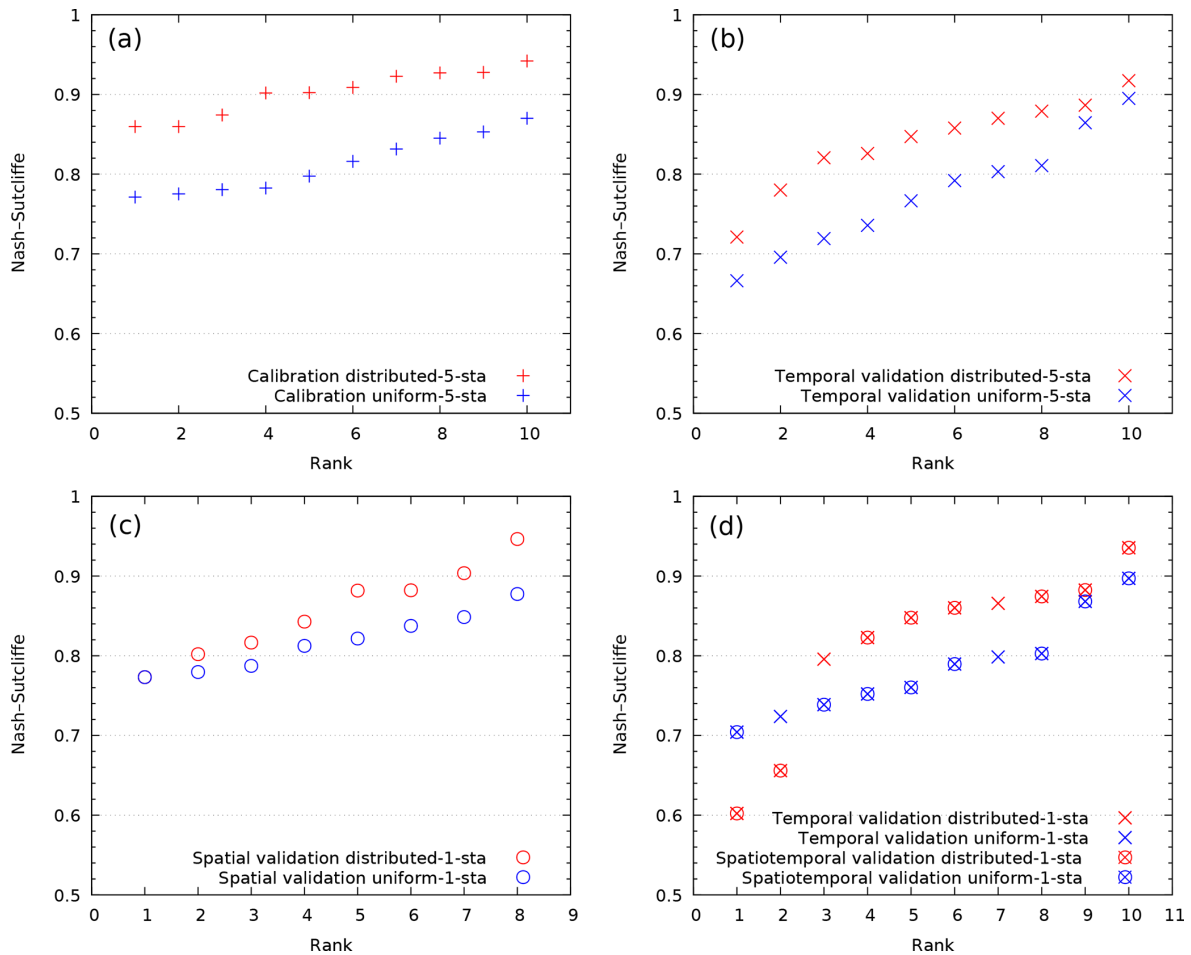 (a)
1
0.9
0.8
0.7
0.6
0.5
Nash–Sutcliffe
Calibration distributed-5-sta
Calibration uniform-5-sta
0 2 4 6 8 10
Rank
(b)
1
0.9
0.8
0.7
0.6
0.5
Nash–Sutcliffe
Temporal validation distributed-5-sta
Temporal validation uniform-5-sta
0 2 4 6 8 10
Rank
(c)
1
0.9
0.8
0.7
0.6
0.5
Nash–Sutcliffe
Spatial validation distributed-1-sta
Spatial validation uniform-1-sta
0 1 2 3 4 5 6 7 8 9
Rank
(d)
1
0.9
0.8
0.7
0.6
0.5
Nash–Sutcliffe
Temporal validation distributed-1-sta
Temporal validation uniform-1-sta
Spatiotemporal validation distributed-1-sta
Spatiotemporal validation uniform-1-sta
0 1 2 3 4 5 6 7 8 9 10 11
Rank